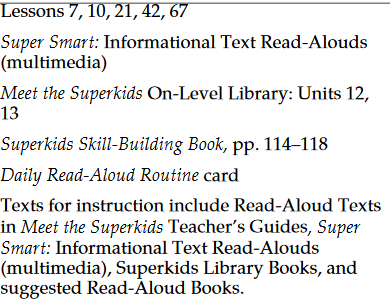 Lessons 7, 10, 21, 42, 67
Super Smart: Informational Text Read-Alouds
(multimedia)
Meet the Superkids On-Level Library: Units 12,
13
Superkids Skill-Building Book, pp. 114–118
Daily Read-Aloud Routine card
Texts for instruction include Read-Aloud Texts
in Meet the Superkids Teacher’s Guides, Super
Smart: Informational Text Read-Alouds
(multimedia), Superkids Library Books, and
suggested Read-Aloud Books.